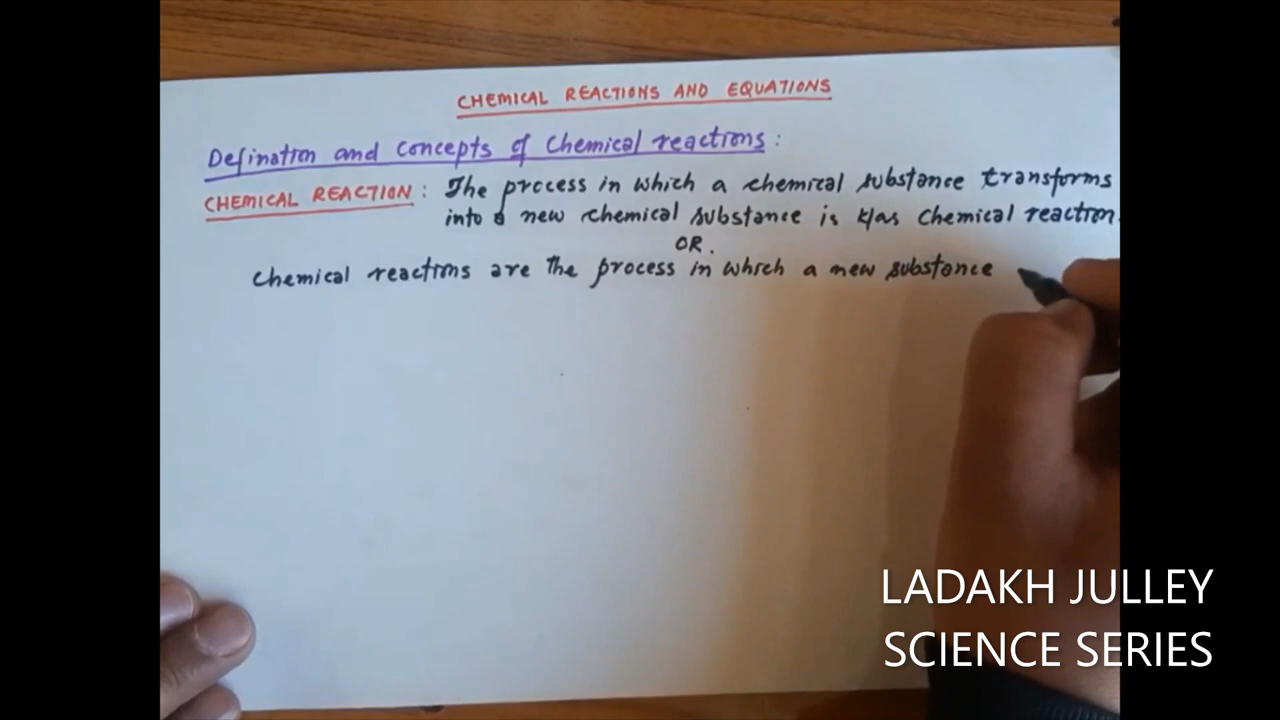 CHEMICAL REACTIONS AND EQUATIONS
Defination and concepts of Chemical reactions :
CHEMICAL REACTION : The process in which a chemical substance transforms
into a new chemical substance is k/as Chemical reaction.
OR.
Chemical reactions are the process in which a new substance
LADAKH JULLEY
SCIENCE SERIES